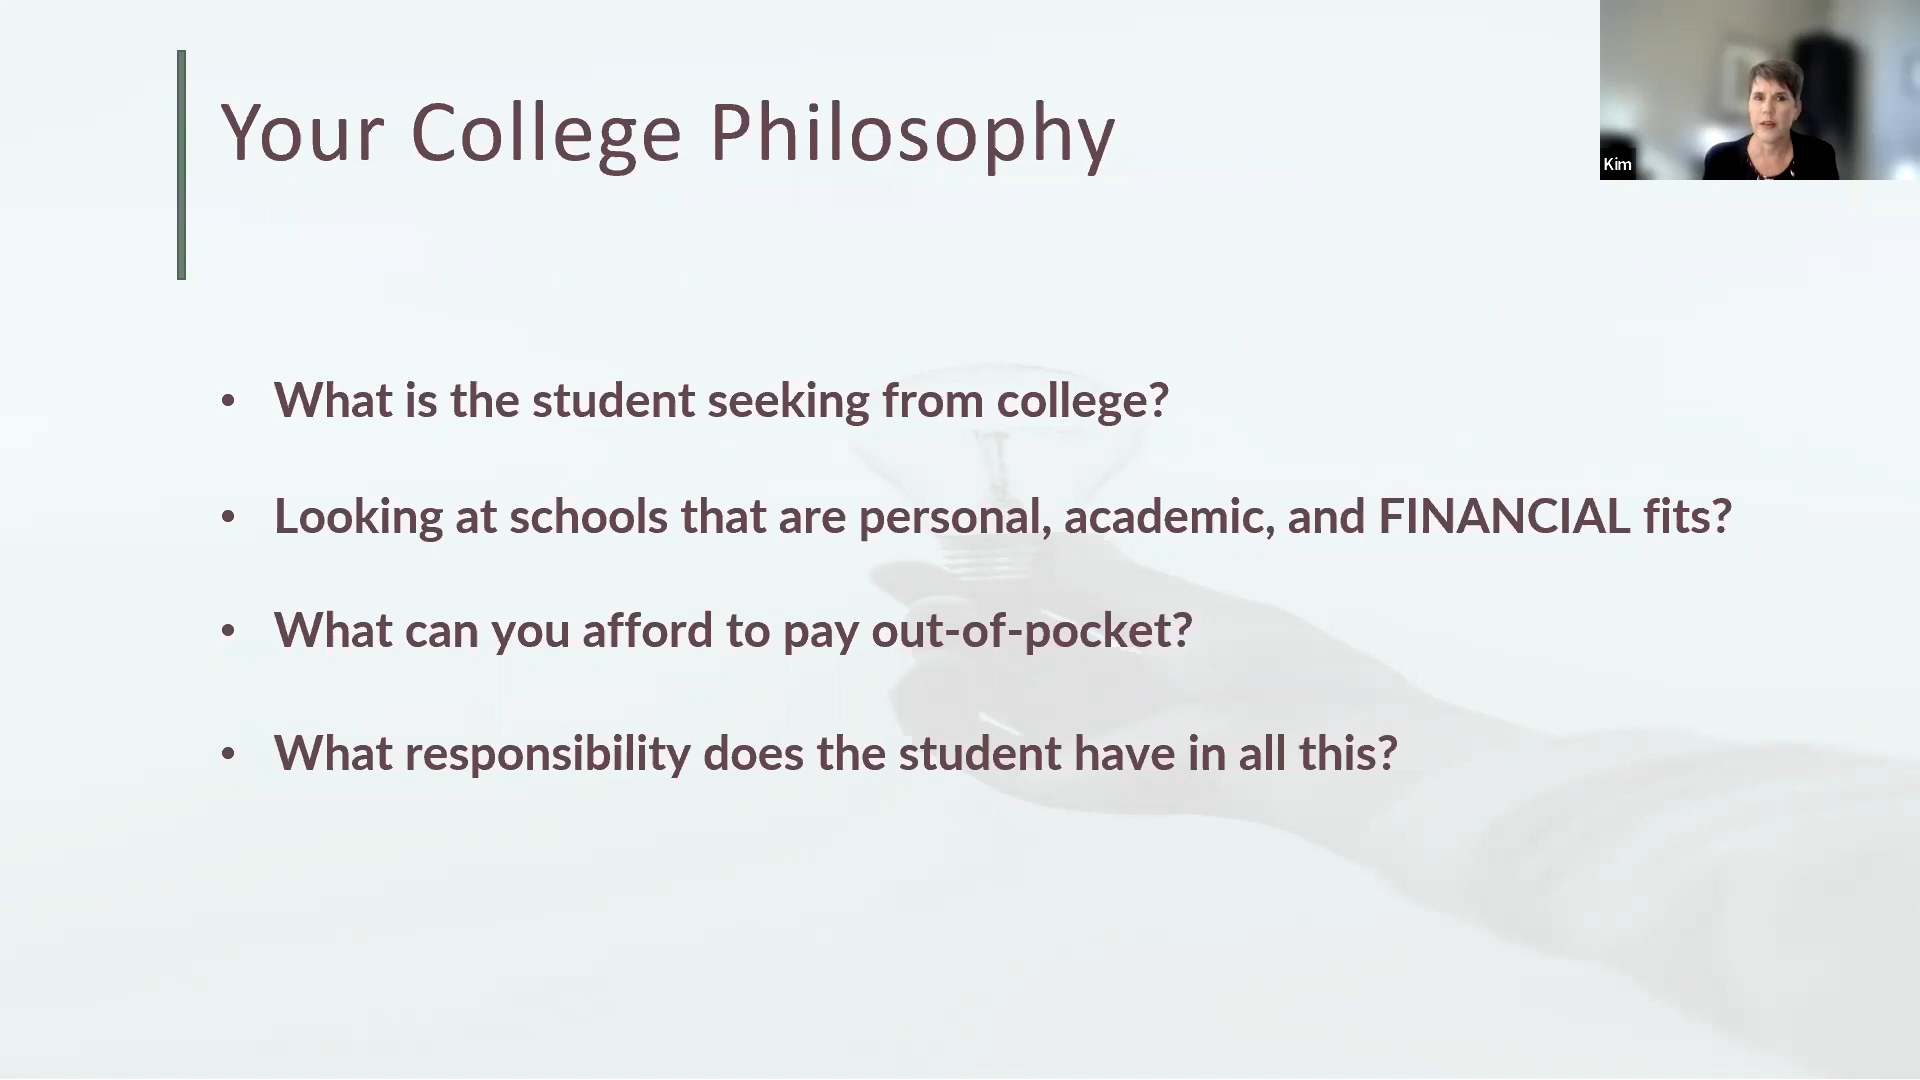 Your College Philosophy
Kim
• What is the student seeking from college?
• Looking at schools that are personal, academic, and FINANCIAL fits?
• What can you afford to pay out-of-pocket?
• What responsibility does the student have in all this?